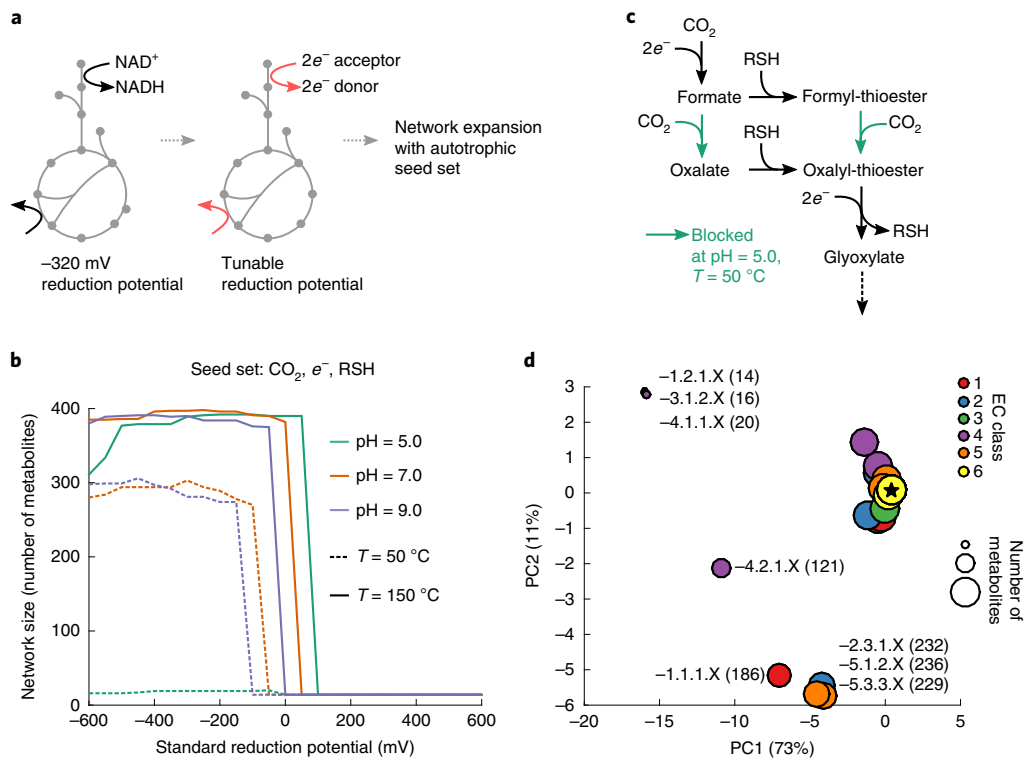 a
NAD+
NADH
–320 mV
reduction potential
2e– acceptor
2e– donor
Tunable
reduction potential
Network expansion
with autotrophic
seed set
b
Seed set: CO2, e–, RSH
Network size (number of metabolites)
400
300
200
100
0
–600
–400
–200
0
200
400
600
Standard reduction potential (mV)
pH = 5.0
pH = 7.0
pH = 9.0
T = 50 °C
T = 150 °C
c
CO2
2e–
RSH
Formate
Formyl-thioester
CO2
RSH
CO2
Oxalate
Oxalyl-thioester
2e–
RSH
Glyoxylate
Blocked
at pH = 5.0,
T = 50 °C
d
PC2 (11%)
3
2
1
0
–1
–2
–3
–4
–5
–6
–20
–15
–10
–5
0
5
PC1 (73%)
–1.2.1.X (14)
–3.1.2.X (16)
–4.1.1.X (20)
–4.2.1.X (121)
–1.1.1.X (186)
–2.3.1.X (232)
–5.1.2.X (236)
–5.3.3.X (229)
1
2
3
4
5
6
EC class
Number of
metabolites